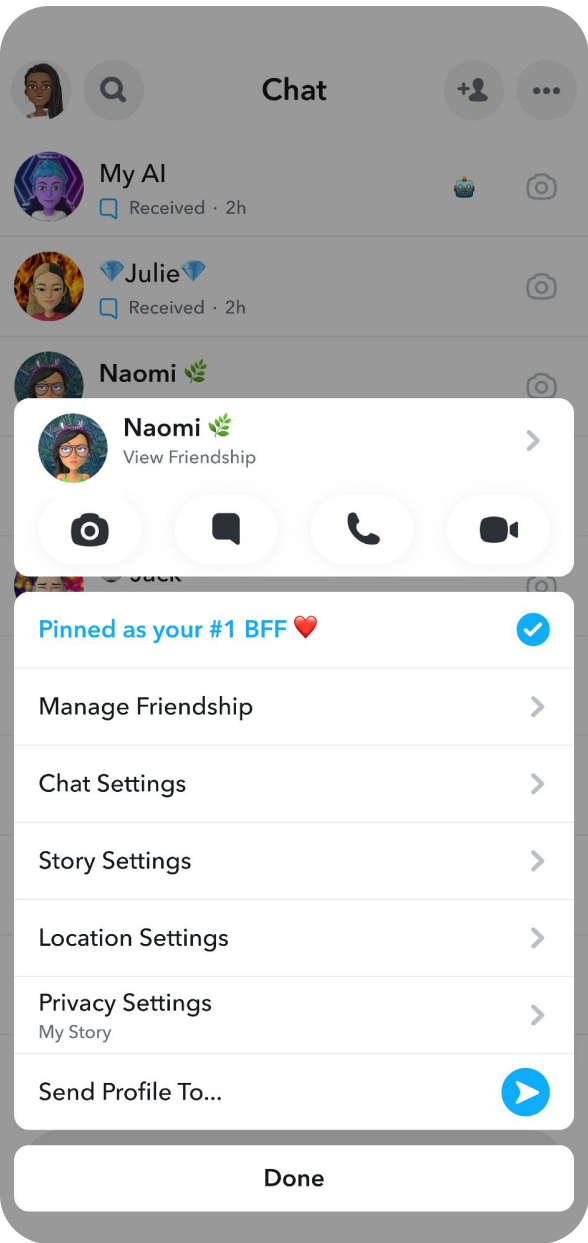 Chat
My AI
Received · 2h
💎Julie💎
Received · 2h
Naomi 🌿
Naomi 🌿
View Friendship
Jack
Pinned as your #1 BFF ❤️
Manage Friendship
Chat Settings
Story Settings
Location Settings
Privacy Settings
My Story
Send Profile To...
Done